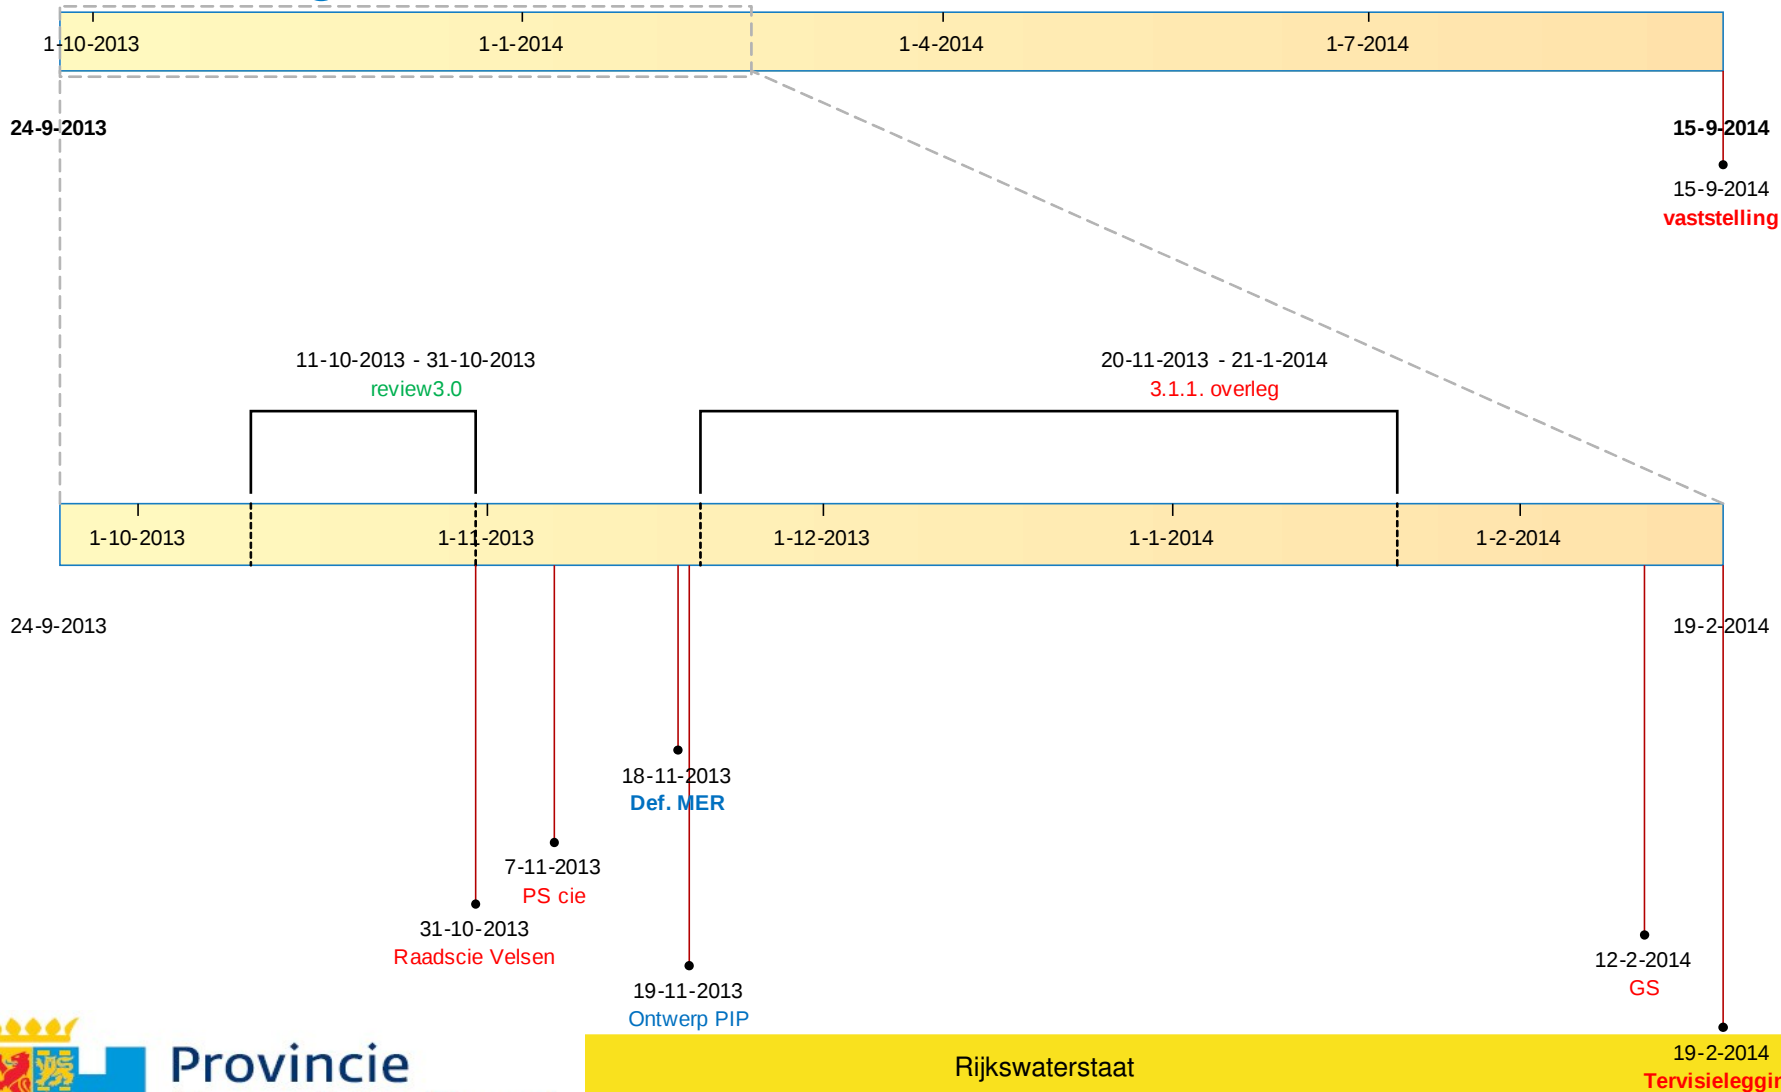 1-10-2013 1-1-2014 1-4-2014 1-7-2014
24-9-2013 15-9-2014
15-9-2014
vaststelling
11-10-2013 - 31-10-2013 20-11-2013 - 21-1-2014
review3.0 3.1.1. overleg
1-10-2013 1-11-2013 1-12-2013 1-1-2014 1-2-2014
24-9-2013 19-2-2014
18-11-2013
Def. MER
7-11-2013
PS cie
31-10-2013
Raadscie Velsen
12-2-2014
GS
19-11-2013
Ontwerp PIP
Provincie
Rijkswaterstaat
19-2-2014
Tervisieleggin